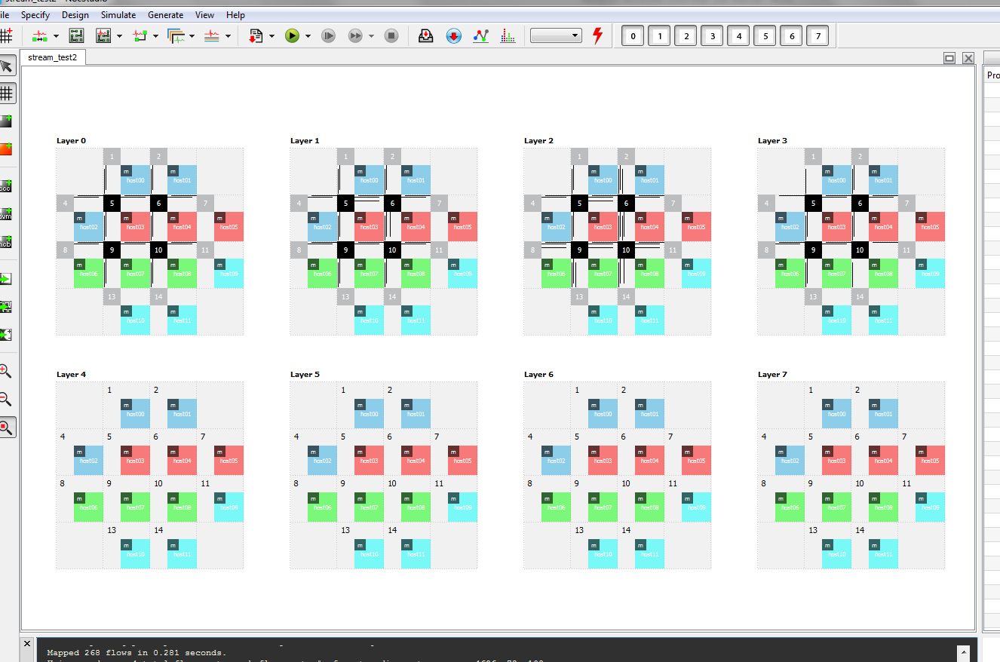 stream_test2 - NocStudio
ile Specify Design Simulate Generate View Help
0 1 2 3 4 5 6 7
stream_test2
Pro
Layer 0 Layer 1 Layer 2 Layer 3
1 2 1 2 1 2 1 2
m m m m m m m m
host00 host01 host00 host01 host00 host01 host00 host01
4 5 6 7 4 5 6 7 4 5 6 7 4 5 6 7
m m m m m m m m m m m m m m m m
host02 host03 host04 host05 host02 host03 host04 host05 host02 host03 host04 host05 host02 host03 host04 host05
8 9 10 11 8 9 10 11 8 9 10 11 8 9 10 11
m m m m m m m m m m m m m m m m
host06 host07 host08 host09 host06 host07 host08 host09 host06 host07 host08 host09 host06 host07 host08 host09
13 14 13 14 13 14 13 14
m m m m m m m m
host10 host11 host10 host11 host10 host11 host10 host11
Layer 4 Layer 5 Layer 6 Layer 7
1 2 1 2 1 2 1 2
m m m m m m m m
host00 host01 host00 host01 host00 host01 host00 host01
4 5 6 7 4 5 6 7 4 5 6 7 4 5 6 7
m m m m m m m m m m m m m m m m
host02 host03 host04 host05 host02 host03 host04 host05 host02 host03 host04 host05 host02 host03 host04 host05
8 9 10 11 8 9 10 11 8 9 10 11 8 9 10 11
m m m m m m m m m m m m m m m m
host06 host07 host08 host09 host06 host07 host08 host09 host06 host07 host08 host09 host06 host07 host08 host09
13 14 13 14 13 14 13 14
m m m m m m m m
host10 host11 host10 host11 host10 host11 host10 host11
Mapped 268 flows in 0.281 seconds.